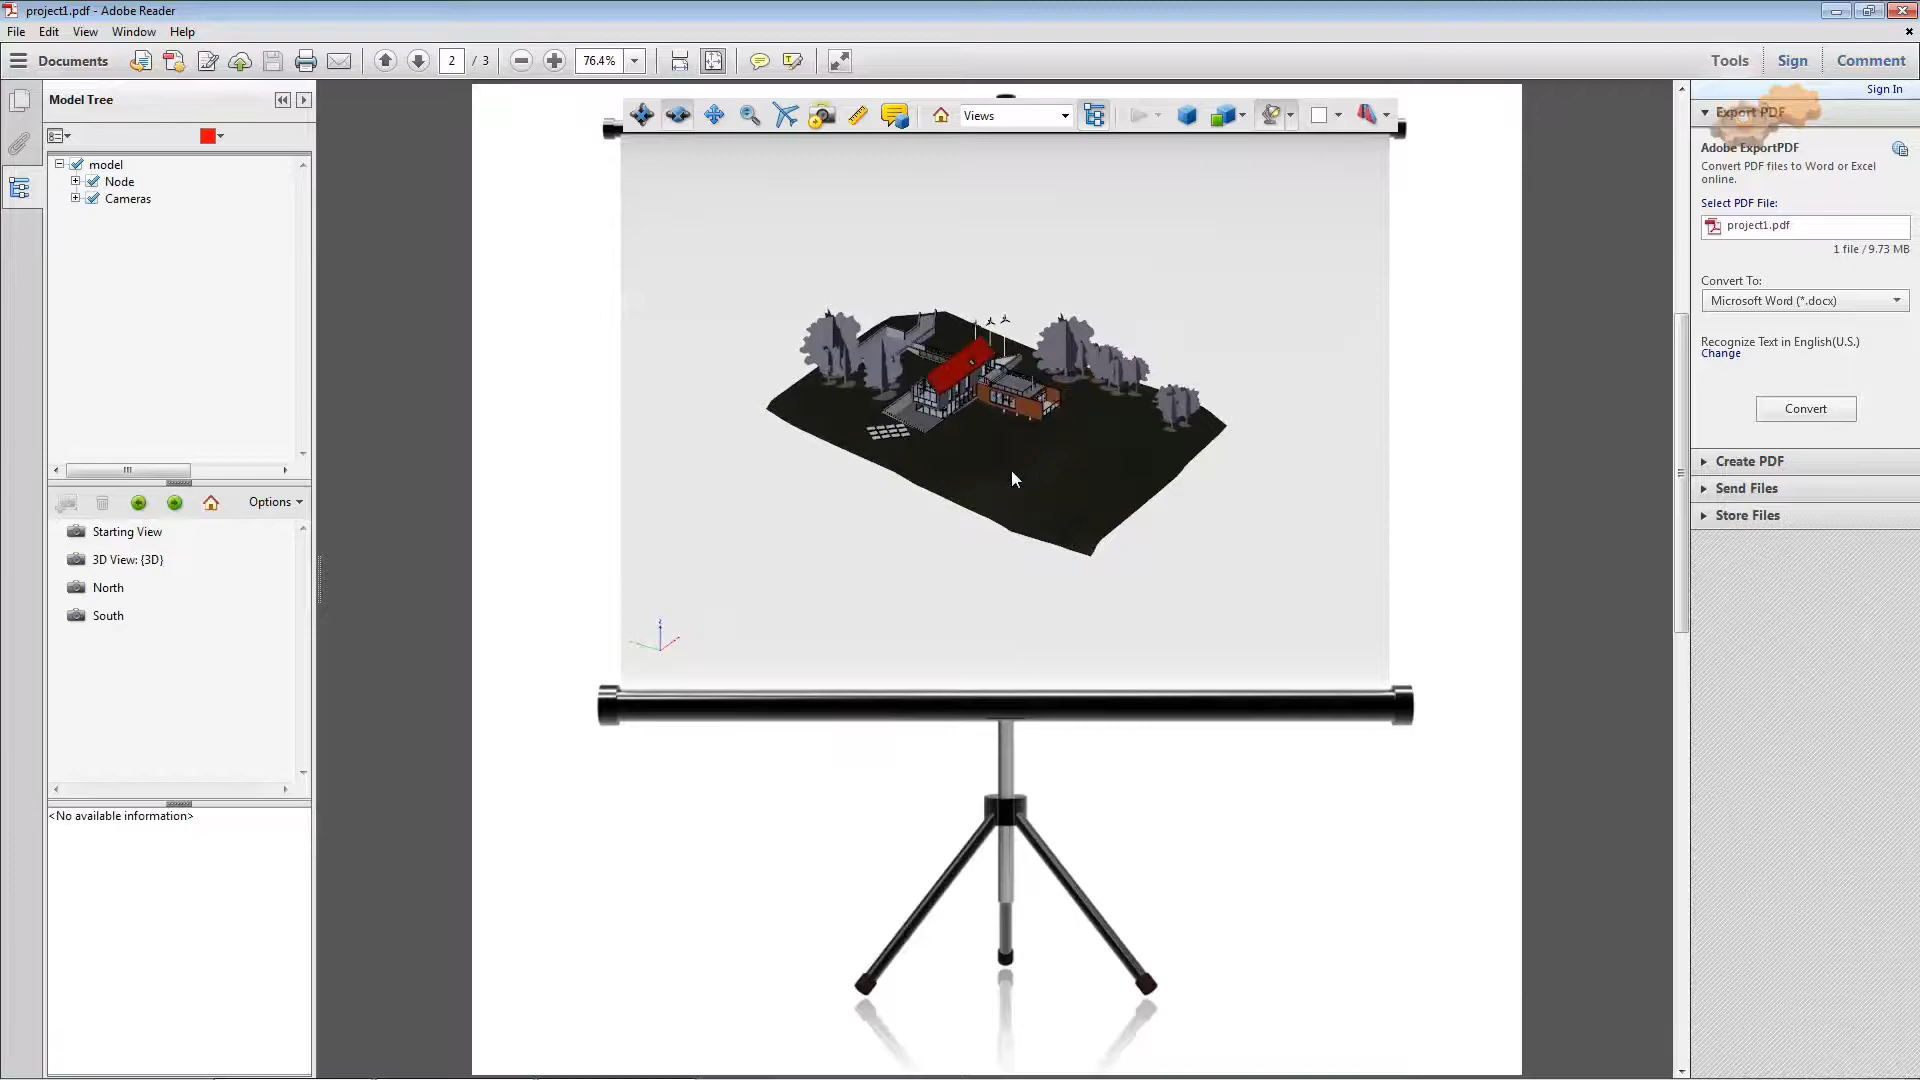 project1.pdf - Adobe Reader
File Edit View Window Help
Documents 2 / 3 76.4% Tools Sign Comment
Model Tree
model
Node
Cameras
Options
Starting View
3D View: {3D}
North
South
<No available information>
Views
z
Sign In
Export PDF
Adobe ExportPDF
Convert PDF files to Word or Excel
online.
Select PDF File:
project1.pdf
1 file / 9.73 MB
Convert To:
Microsoft Word (*.docx)
Recognize Text in English(U.S.)
Change
Convert
Create PDF
Send Files
Store Files